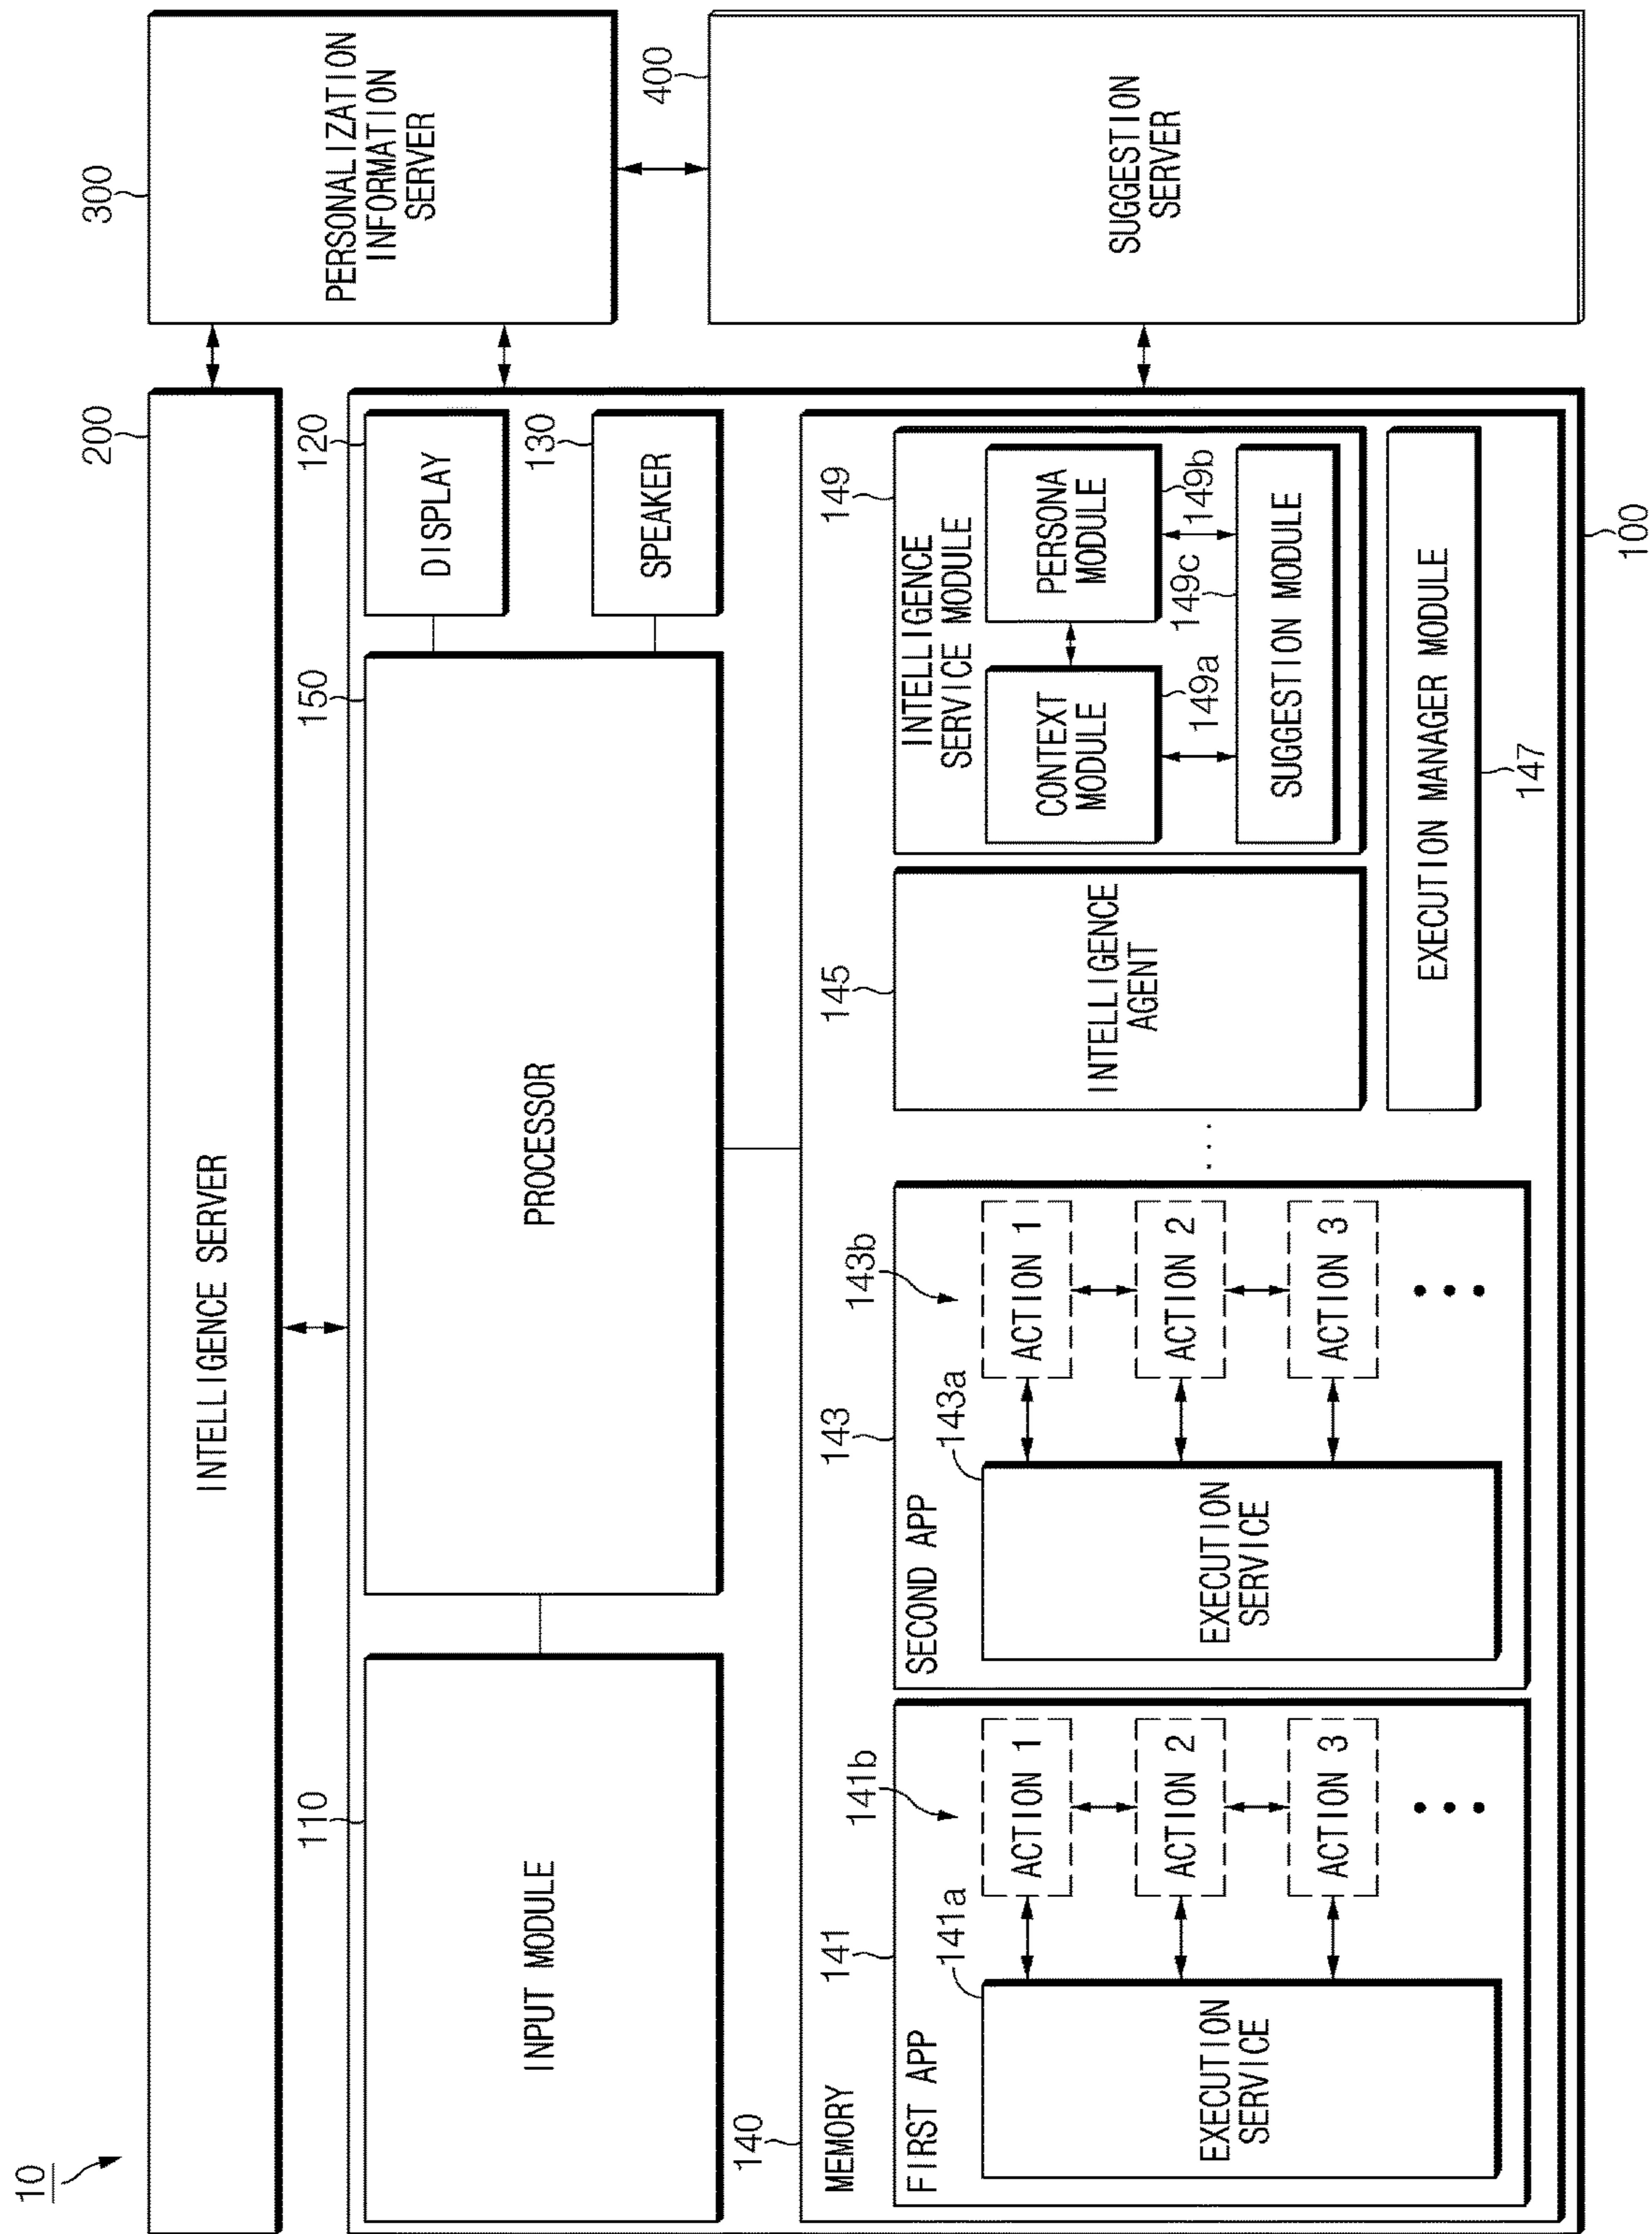 10
INTELLIGENCE SERVER
200
300
PERSONALIZATION
INFORMATION
SERVER
400
SUGGESTION
SERVER
100
110
INPUT MODULE
150
PROCESSOR
120
DISPLAY
130
SPEAKER
140
MEMORY
141
FIRST APP
141a
EXECUTION
SERVICE
141b
ACTION 1
ACTION 2
ACTION 3
143
SECOND APP
143a
EXECUTION
SERVICE
143b
ACTION 1
ACTION 2
ACTION 3
...
145
INTELLIGENCE
AGENT
149
INTELLIGENCE
SERVICE MODULE
CONTEXT
MODULE
149a
PERSONA
MODULE
149b
149c
SUGGESTION MODULE
EXECUTION MANAGER MODULE
147